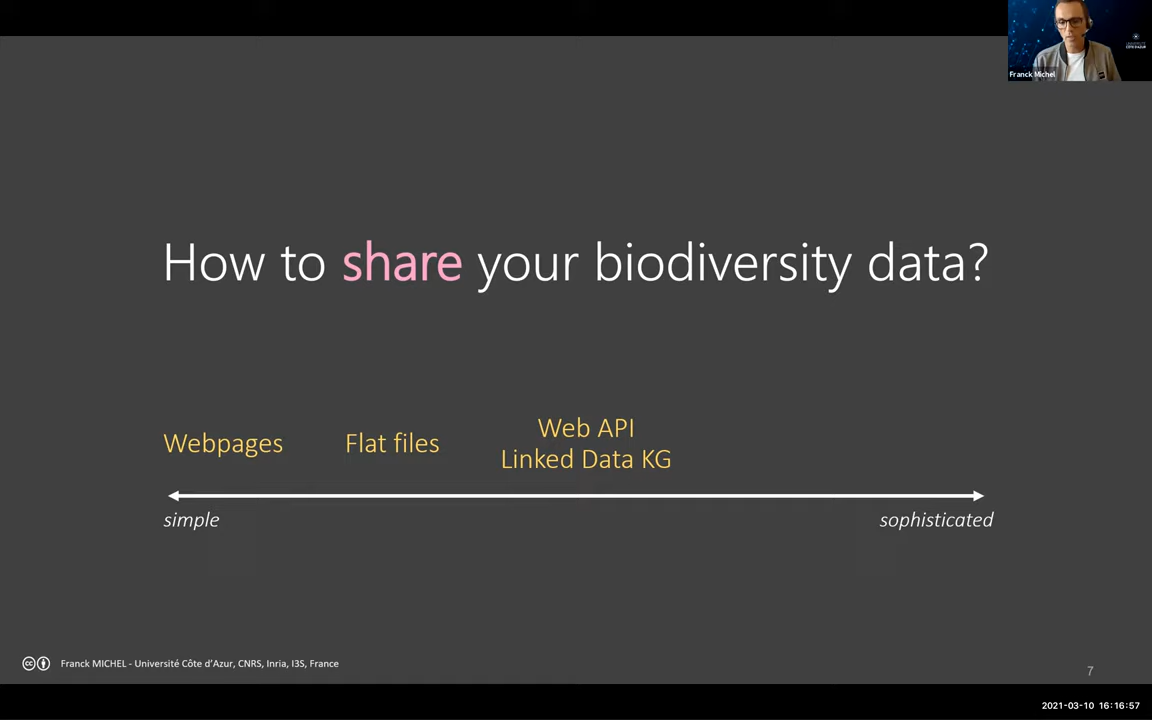 Franck Michel
How to share your biodiversity data?
Webpages
Flat files
Web API
Linked Data KG
simple
sophisticated
Franck MICHEL - Université Côte d'Azur, CNRS, Inria, I3S, France
7
2021-03-10 16:16:57